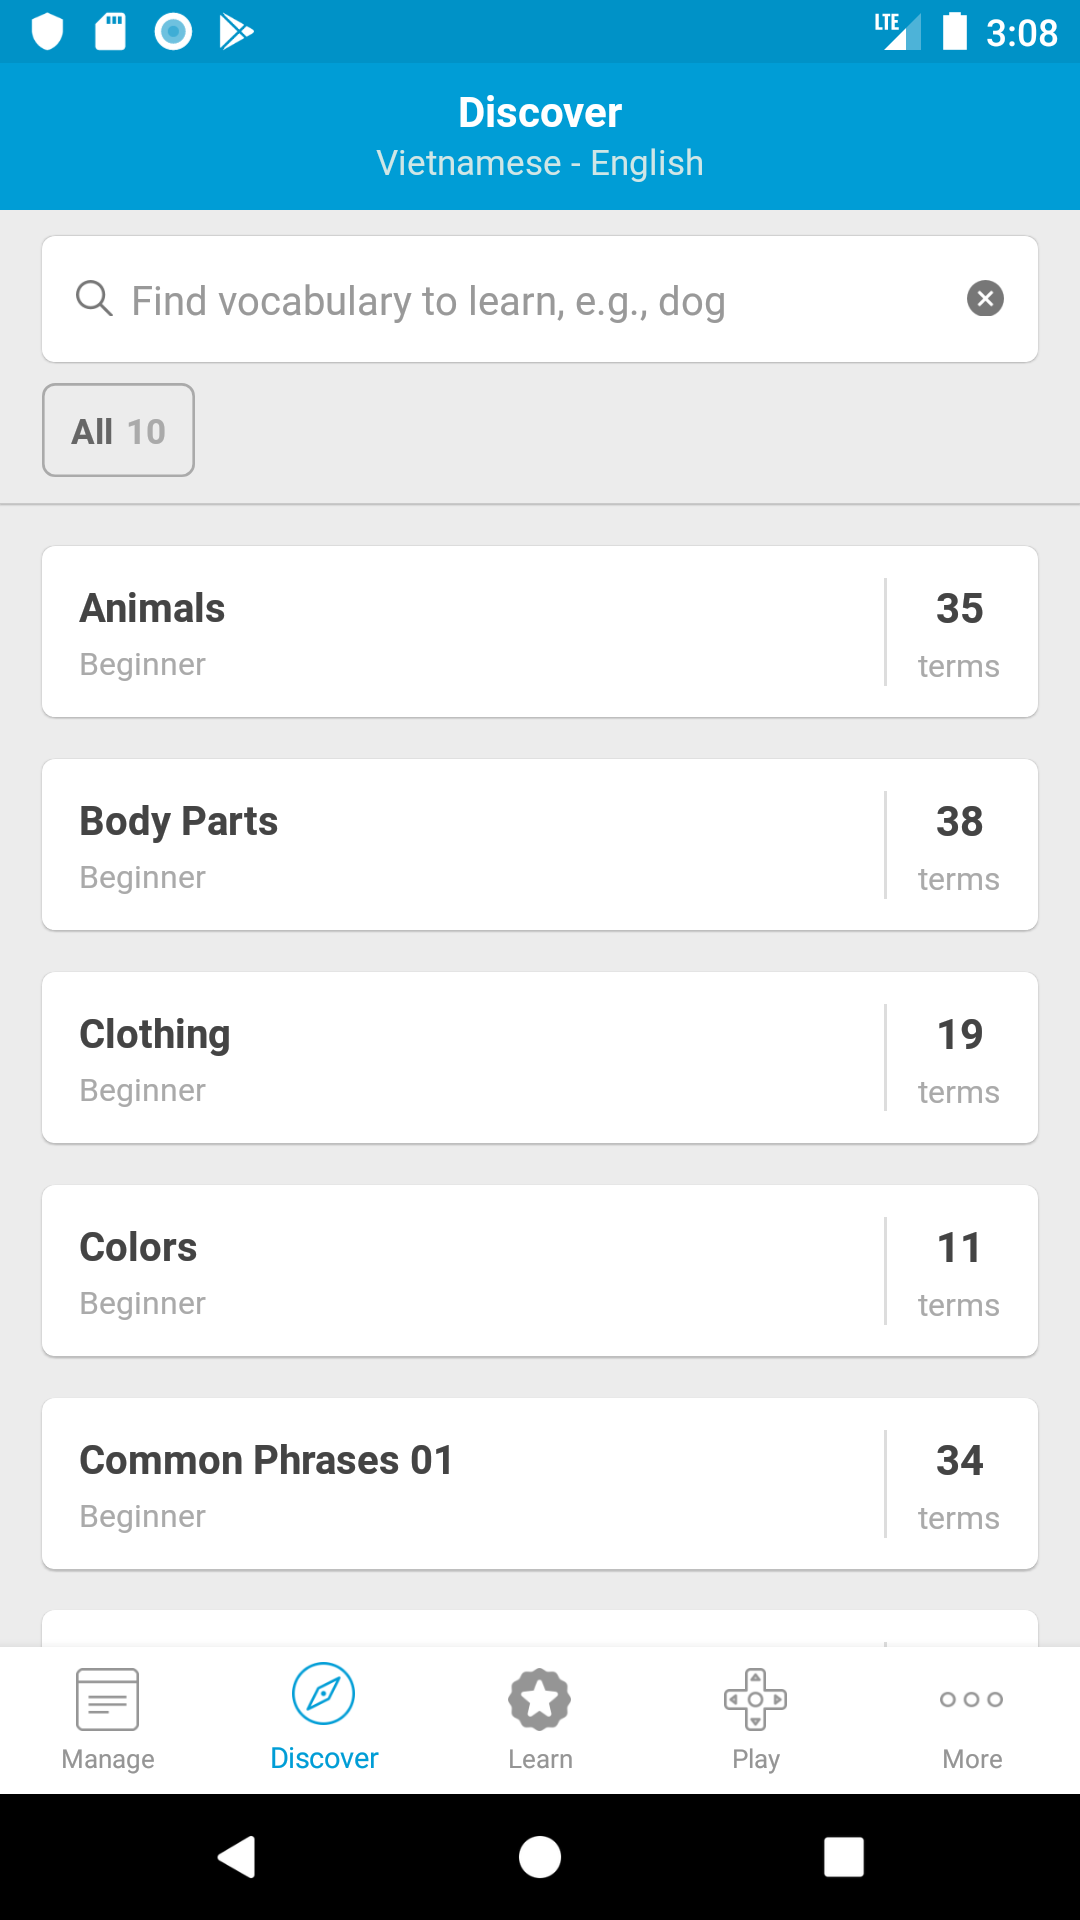 LTE 3:08
Discover
Vietnamese - English
Find vocabulary to learn, e.g., dog
All 10
Animals
Beginner
35
terms
Body Parts
Beginner
38
terms
Clothing
Beginner
19
terms
Colors
Beginner
11
terms
Common Phrases 01
Beginner
34
terms
Manage
Discover
Learn
Play
More